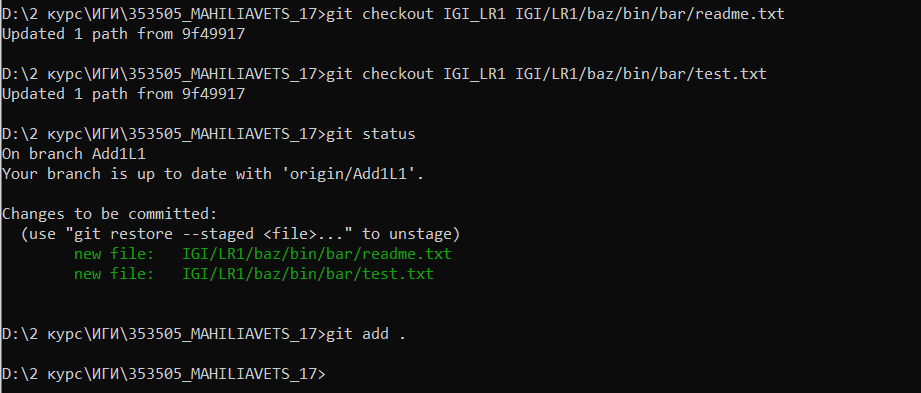 D:\2 курс\ИГИ\353505_MAHILIAVETS_17>git checkout IGI_LR1 IGI/LR1/baz/bin/bar/readme.txt
Updated 1 path from 9f49917
D:\2 курс\ИГИ\353505_MAHILIAVETS_17>git checkout IGI_LR1 IGI/LR1/baz/bin/bar/test.txt
Updated 1 path from 9f49917
D:\2 курс\ИГИ\353505_MAHILIAVETS_17>git status
On branch Add1L1
Your branch is up to date with 'origin/Add1L1'.
Changes to be committed:
(use "git restore --staged <file>..." to unstage)
new file:   IGI/LR1/baz/bin/bar/readme.txt
new file:   IGI/LR1/baz/bin/bar/test.txt
D:\2 курс\ИГИ\353505_MAHILIAVETS_17>git add .
D:\2 курс\ИГИ\353505_MAHILIAVETS_17>